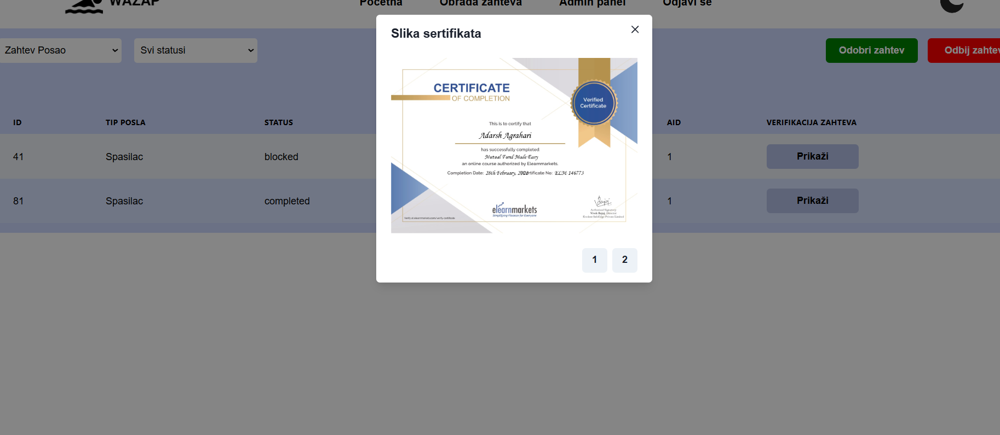 WAZAP
Početna
Obrada zahteva
Admin panel
Odjavi se
Slika sertifikata
Zahtev Posao
Svi statusi
Odobri zahtev
Odbij zahtev
CERTIFICATE
OF COMPLETION
Verified
Certificate
This is to certify that
Adarsh Agrahari
has successfully completed
Mutual Fund Made Easy
an online course authorized by Elearnmarkets.
Completion Date: 28th February, 2022 Certificate No: ELM-146773
elearnmarkets
Simplifying Finance for Everyone
Authorised Signatory
Vivek Bajaj, Director
Kredent InfoEdge Private Limited
Verify at elearnmarkets.com/verify-certificate
1
2
ID
TIP POSLA
STATUS
AID
VERIFIKACIJA ZAHTEVA
41
Spasilac
blocked
1
Prikaži
81
Spasilac
completed
1
Prikaži